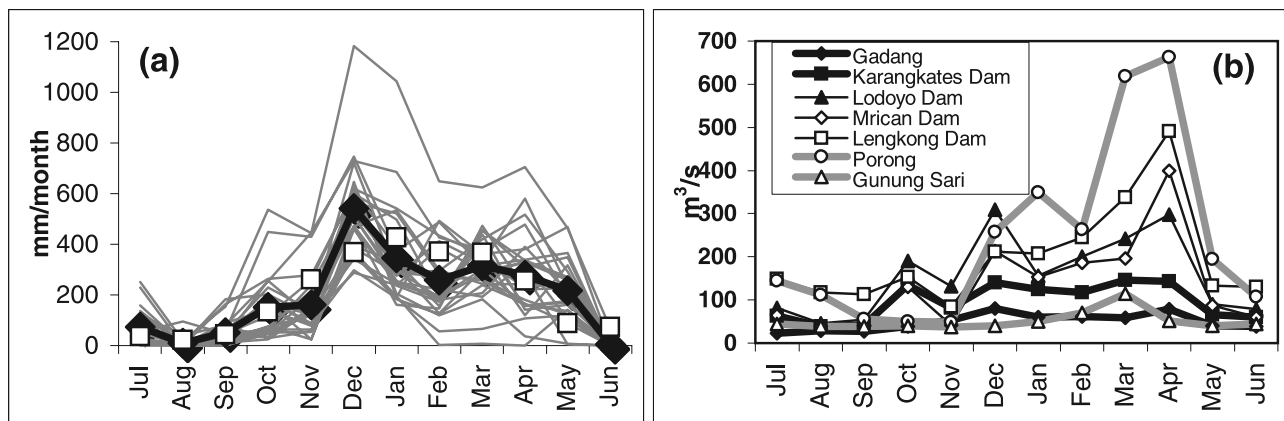 (a)
mm/month
1200
1000
800
600
400
200
0
Jul Aug Sep Oct Nov Dec Jan Feb Mar Apr May Jun
(b)
m³/s
700
600
500
400
300
200
100
0
Gadang
Karangkates Dam
Lodoyo Dam
Mrican Dam
Lengkong Dam
Porong
Gunung Sari
Jul Aug Sep Oct Nov Dec Jan Feb Mar Apr May Jun